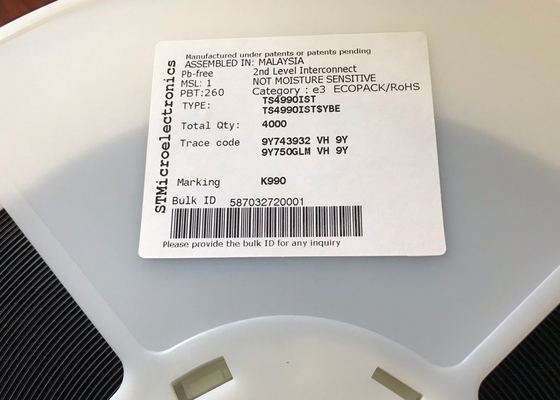 Manufactured under patents or patents pending
ASSEMBLED IN: MALAYSIA
Pb-free 2nd Level Interconnect
MSL: 1 NOT MOISTURE SENSITIVE
PBT:260 Category : e3 ECOPACK/RoHS
TYPE: TS4990IST
TS4990IST$YBE
Total Qty: 4000
Trace code 9Y743932 VH 9Y
9Y750GLM VH 9Y
Marking K990
Bulk ID 587032720001
Please provide the bulk ID for any inquiry
STMicroelectronics